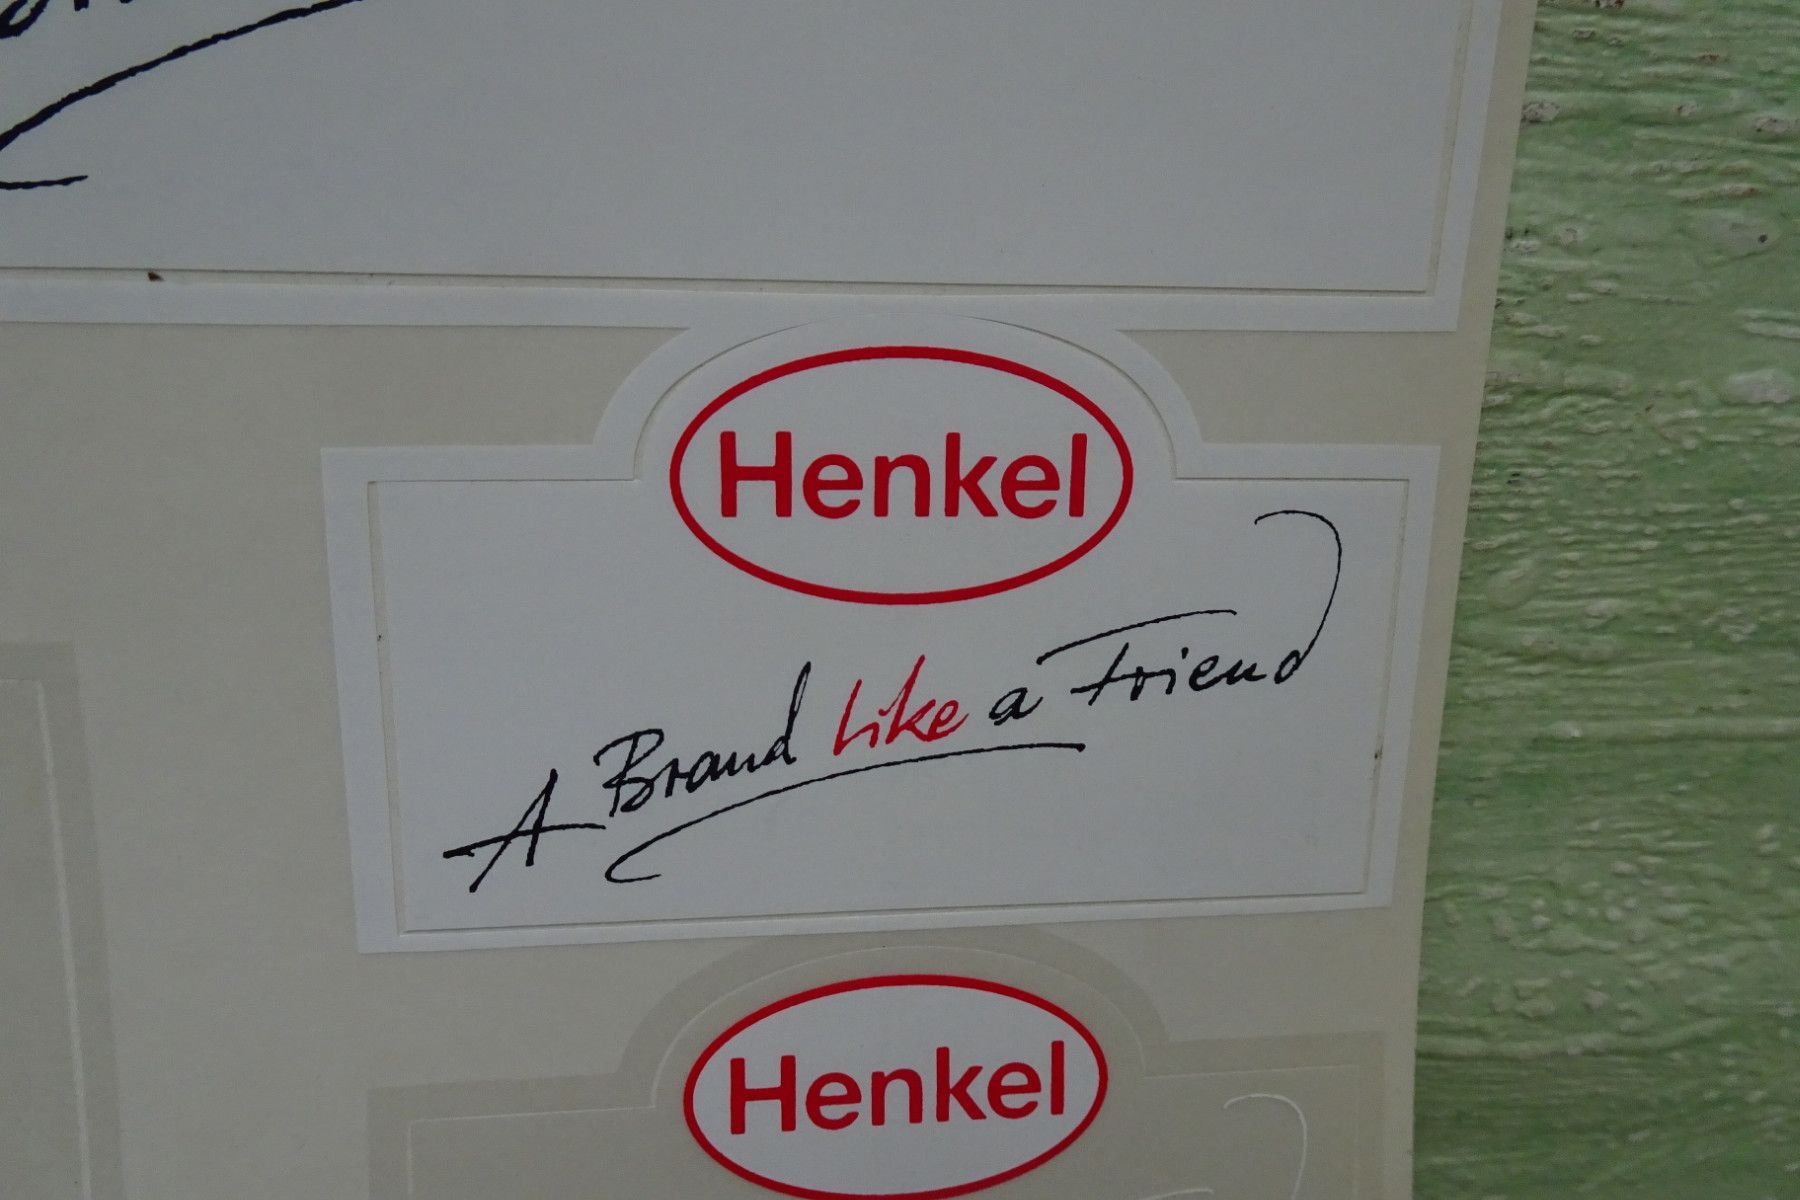 Henkel
A Brand Like a Friend
Henkel